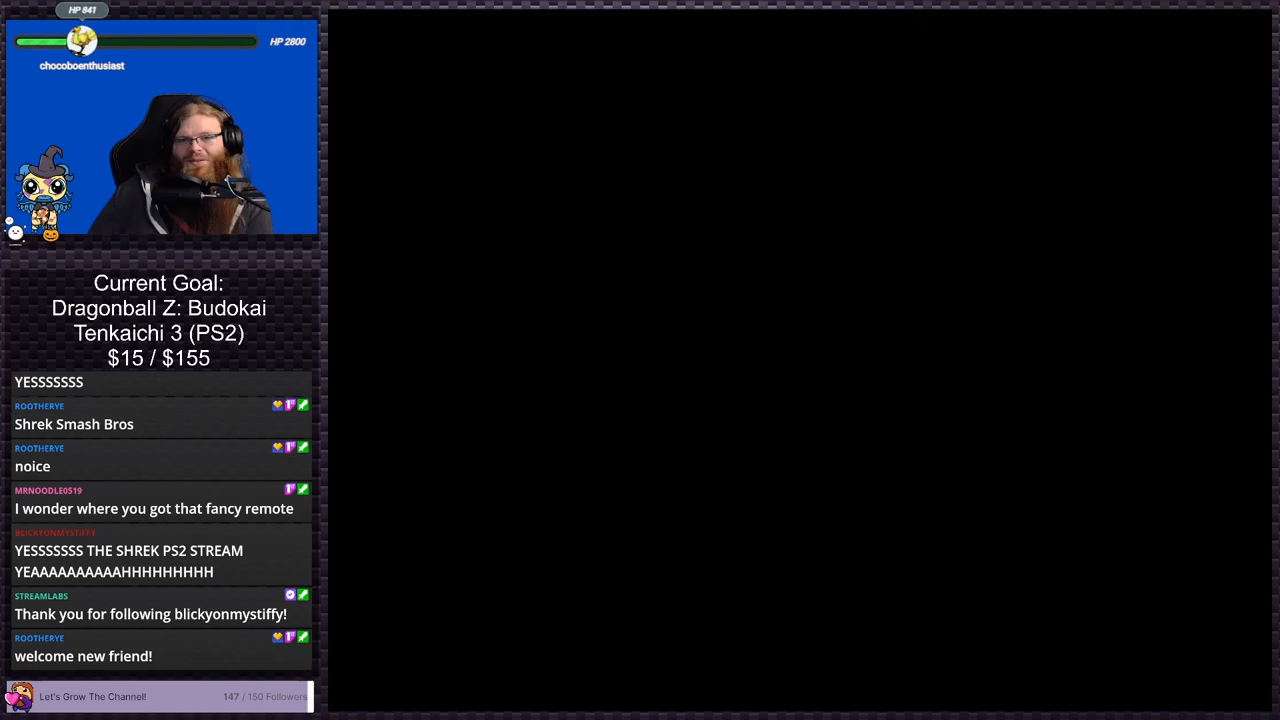 HP 841
HP 2800
chocoboenthusiast
Current Goal:
Dragonball Z: Budokai
Tenkaichi 3 (PS2)
$15 / $155
YESSSSSSS
ROOTHERYE
Shrek Smash Bros
ROOTHERYE
noice
MRNOODLE0519
I wonder where you got that fancy remote
BLICKYONMYSTIFFY
YESSSSSSS THE SHREK PS2 STREAM
YEAAAAAAAAAAHHHHHHHHH
STREAMLABS
Thank you for following blickyonmystiffy!
ROOTHERYE
welcome new friend!
Let's Grow The Channel!
147 / 150 Followers